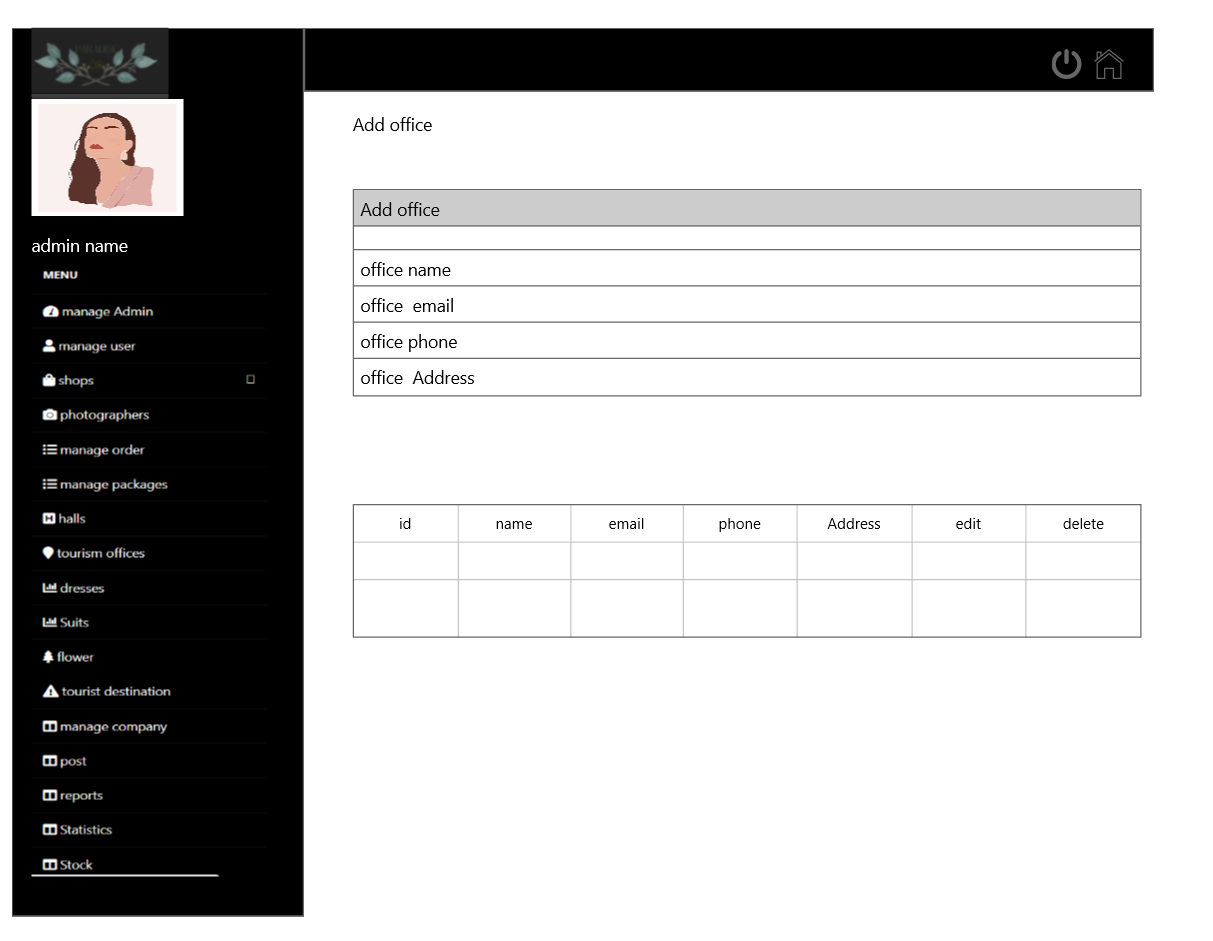 admin name
MENU
manage Admin
manage user
shops
photographers
manage order
manage packages
halls
tourism offices
dresses
Suits
flower
tourist destination
manage company
post
reports
Statistics
Stock
Add office
Add office
office name
office  email
office phone
office  Address
id name email phone Address edit delete